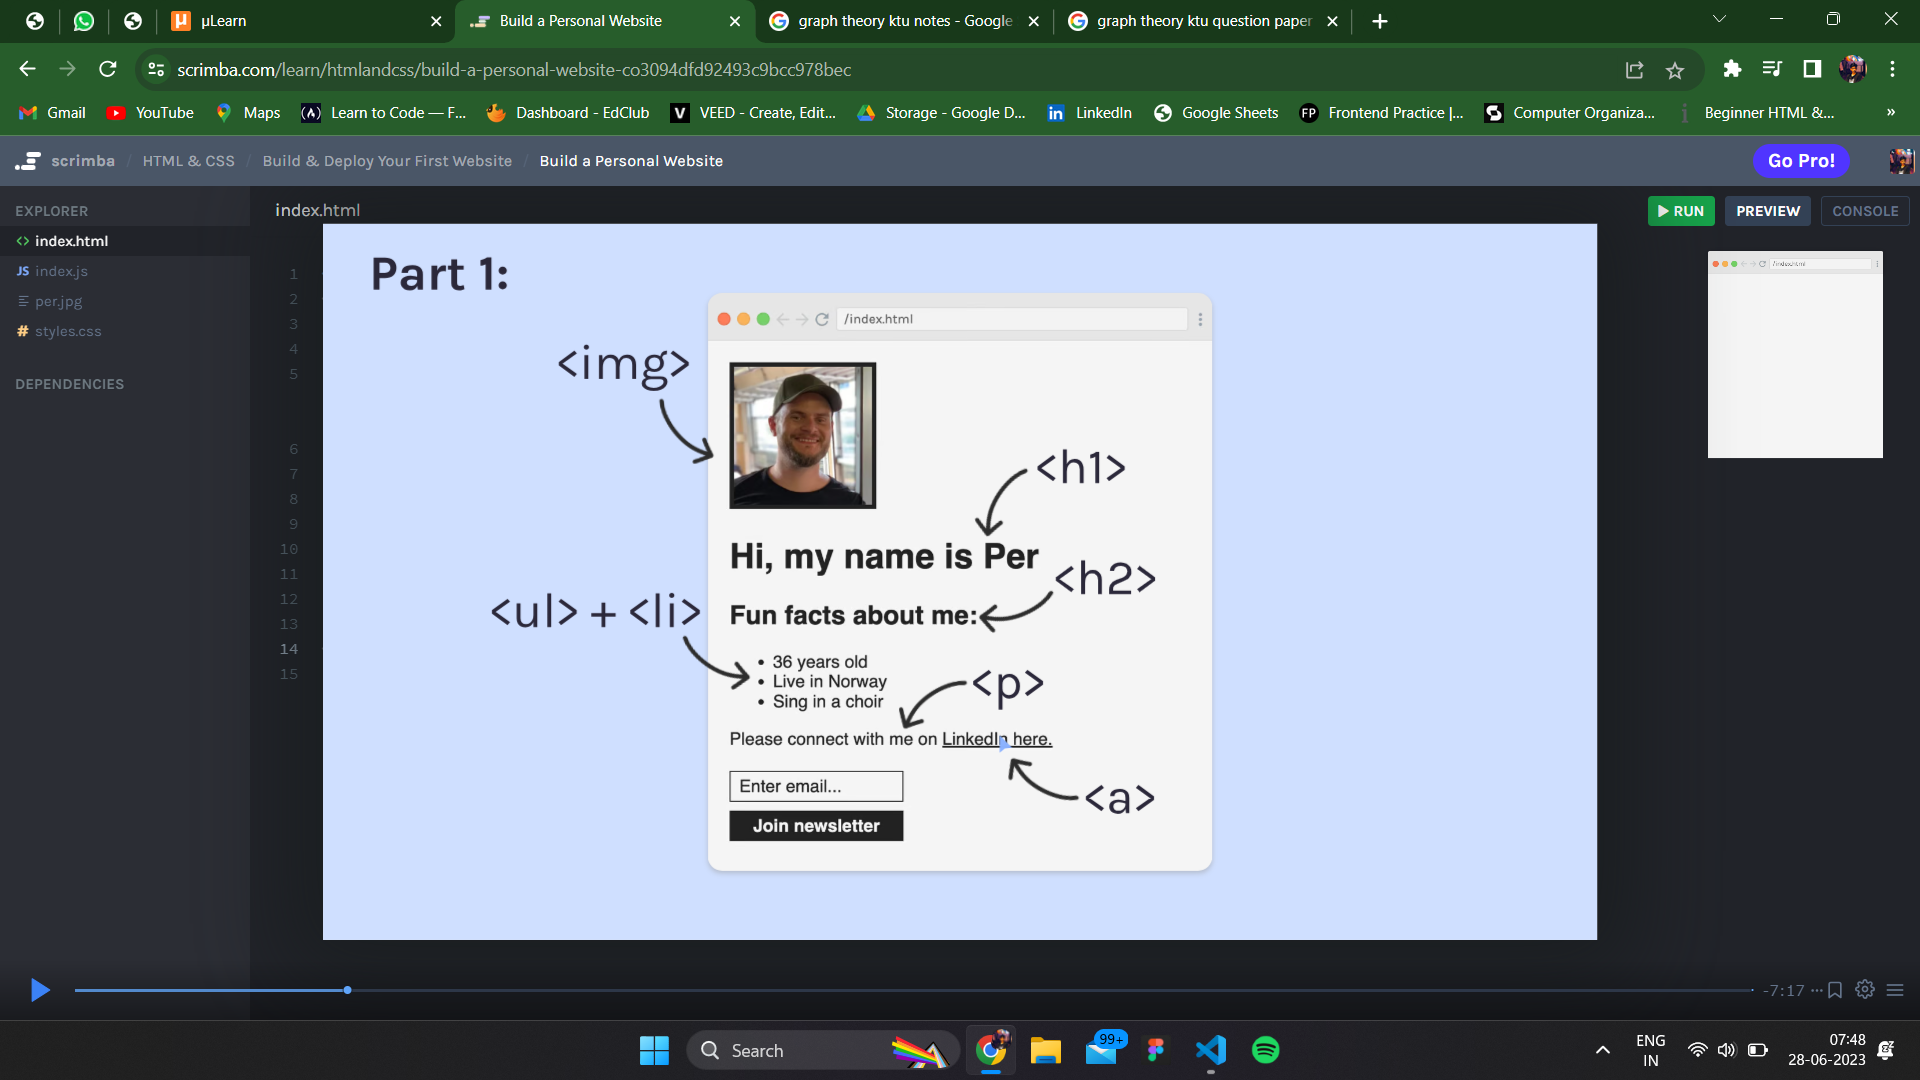 µLearn
Build a Personal Website
graph theory ktu notes - Google
graph theory ktu question paper
scrimba.com/learn/htmlandcss/build-a-personal-website-co3094dfd92493c9bcc978bec
Gmail
YouTube
Maps
Learn to Code — F...
Dashboard - EdClub
VEED - Create, Edit...
Storage - Google D...
LinkedIn
Google Sheets
Frontend Practice |...
Computer Organiza...
Beginner HTML &...
»
scrimba / HTML & CSS / Build & Deploy Your First Website / Build a Personal Website
Go Pro!
EXPLORER
index.html
index.js
per.jpg
styles.css
DEPENDENCIES
index.html
RUN
PREVIEW
CONSOLE
1
2
3
4
5
6
7
8
9
10
11
12
13
14
15
Part 1:
/index.html
<img>
<h1>
Hi, my name is Per
<h2>
<ul> + <li>
Fun facts about me:
• 36 years old
• Live in Norway
• Sing in a choir
<p>
Please connect with me on LinkedIn here.
Enter email...
<a>
Join newsletter
/index.html
-7:17
Search
99+
ENG
IN
07:48
28-06-2023